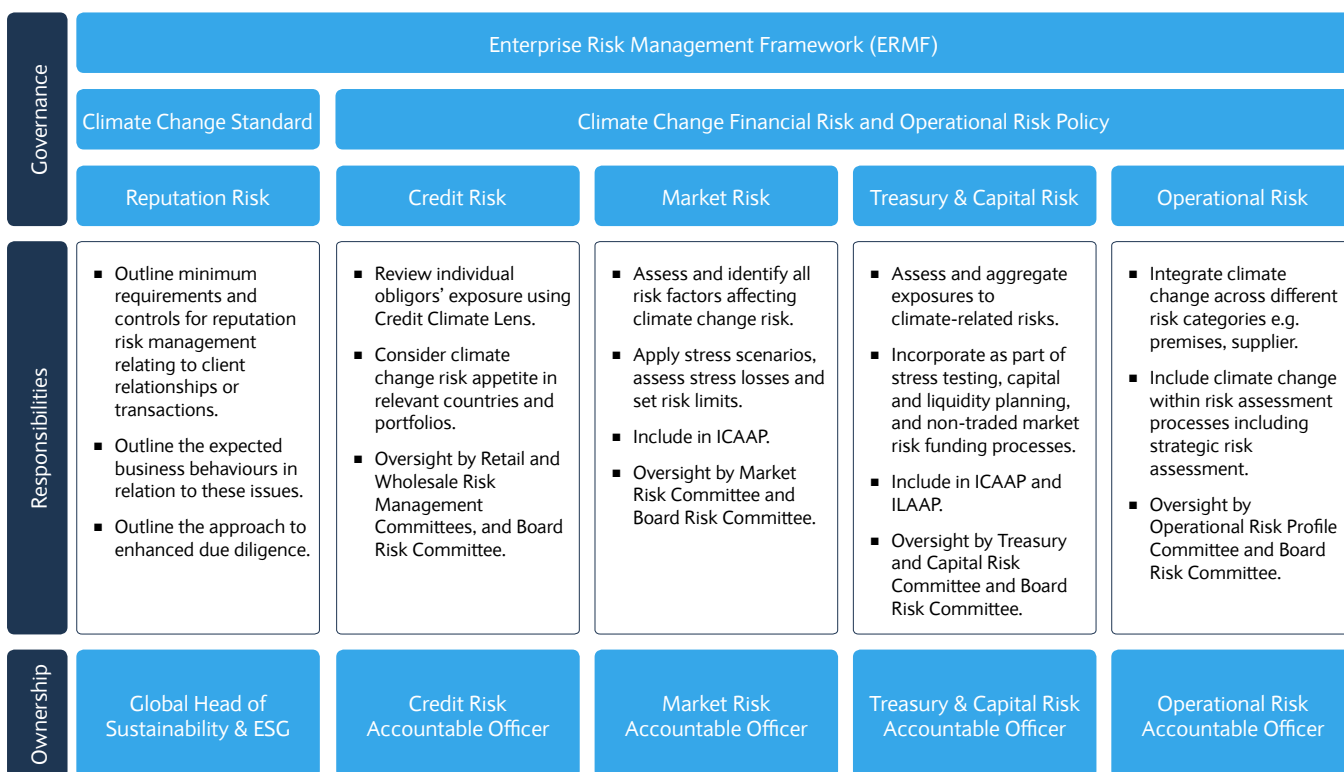 Governance
Enterprise Risk Management Framework (ERMF)
Climate Change Standard
Climate Change Financial Risk and Operational Risk Policy
Reputation Risk
Credit Risk
Market Risk
Treasury & Capital Risk
Operational Risk
Responsibilities
▪ Outline minimum
requirements and
controls for reputation
risk management
relating to client
relationships or
transactions.
▪ Outline the expected
business behaviours in
relation to these issues.
▪ Outline the approach to
enhanced due diligence.
▪ Review individual
obligors’ exposure using
Credit Climate Lens.
▪ Consider climate
change risk appetite in
relevant countries and
portfolios.
▪ Oversight by Retail and
Wholesale Risk
Management
Committees, and Board
Risk Committee.
▪ Assess and identify all
risk factors affecting
climate change risk.
▪ Apply stress scenarios,
assess stress losses and
set risk limits.
▪ Include in ICAAP.
▪ Oversight by Market
Risk Committee and
Board Risk Committee.
▪ Assess and aggregate
exposures to
climate-related risks.
▪ Incorporate as part of
stress testing, capital
and liquidity planning,
and non-traded market
risk funding processes.
▪ Include in ICAAP and
ILAAP.
▪ Oversight by Treasury
and Capital Risk
Committee and Board
Risk Committee.
▪ Integrate climate
change across different
risk categories e.g.
premises, supplier.
▪ Include climate change
within risk assessment
processes including
strategic risk
assessment.
▪ Oversight by
Operational Risk Profile
Committee and Board
Risk Committee.
Ownership
Global Head of
Sustainability & ESG
Credit Risk
Accountable Officer
Market Risk
Accountable Officer
Treasury & Capital Risk
Accountable Officer
Operational Risk
Accountable Officer